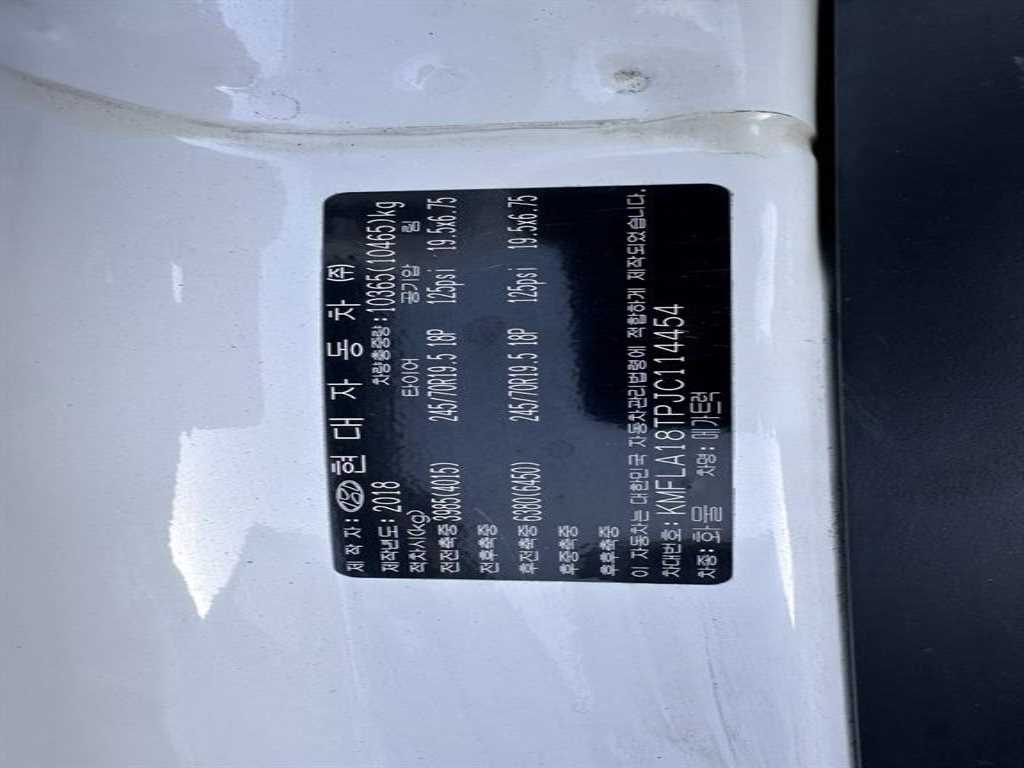 제 작 자: 현 대 자 동 차 (주)
제작년도: 2018 차량총중량: 10365(10465)kg
적차시(kg) 타이어 공기압 림
전전축중 3985(4015) 245/70R19.5 18P 125psi 19.5x6.75
전후축중
후전축중 6380(6450) 245/70R19.5 18P 125psi 19.5x6.75
후중축중
후후축중
이 자동차는 대한민국 자동차관리법령에 적합하게 제작되었습니다.
차대번호: KMFLA18TPJC114454
차종: 화물 차명: 메가트럭